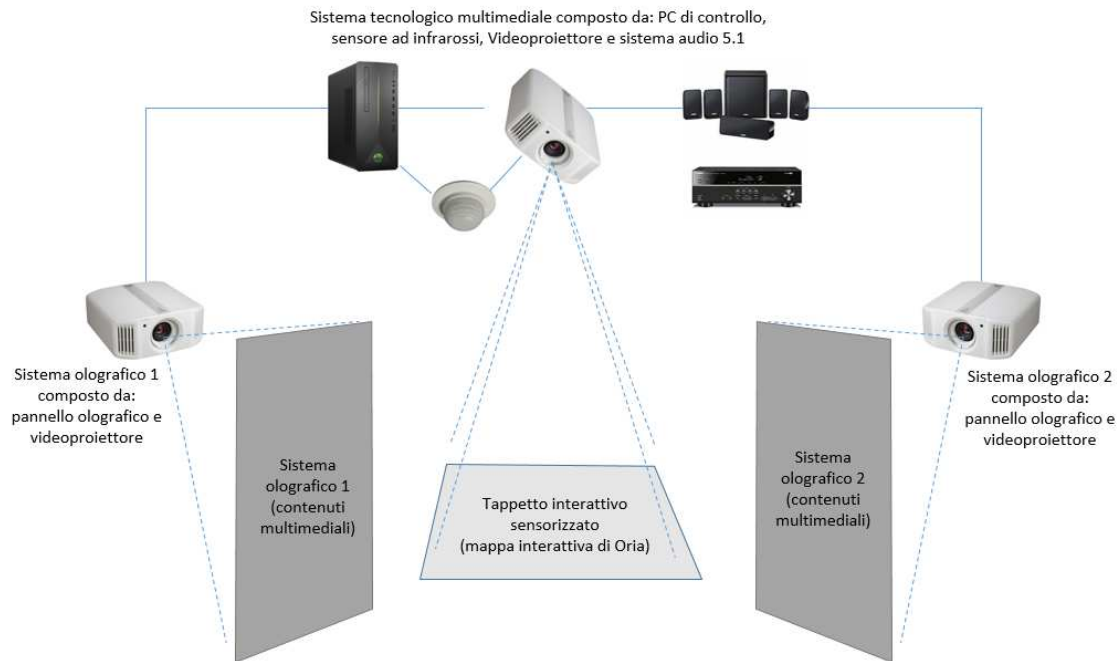 Sistema tecnologico multimediale composto da: PC di controllo,
sensore ad infrarossi, Videoproiettore e sistema audio 5.1
Sistema olografico 1
composto da:
pannello olografico e
videoproiettore
Sistema olografico 2
composto da:
pannello olografico e
videoproiettore
Sistema
olografico 1
(contenuti
multimediali)
Tappetto interattivo
sensorizzato
(mappa interattiva di Oria)
Sistema
olografico 2
(contenuti
multimediali)